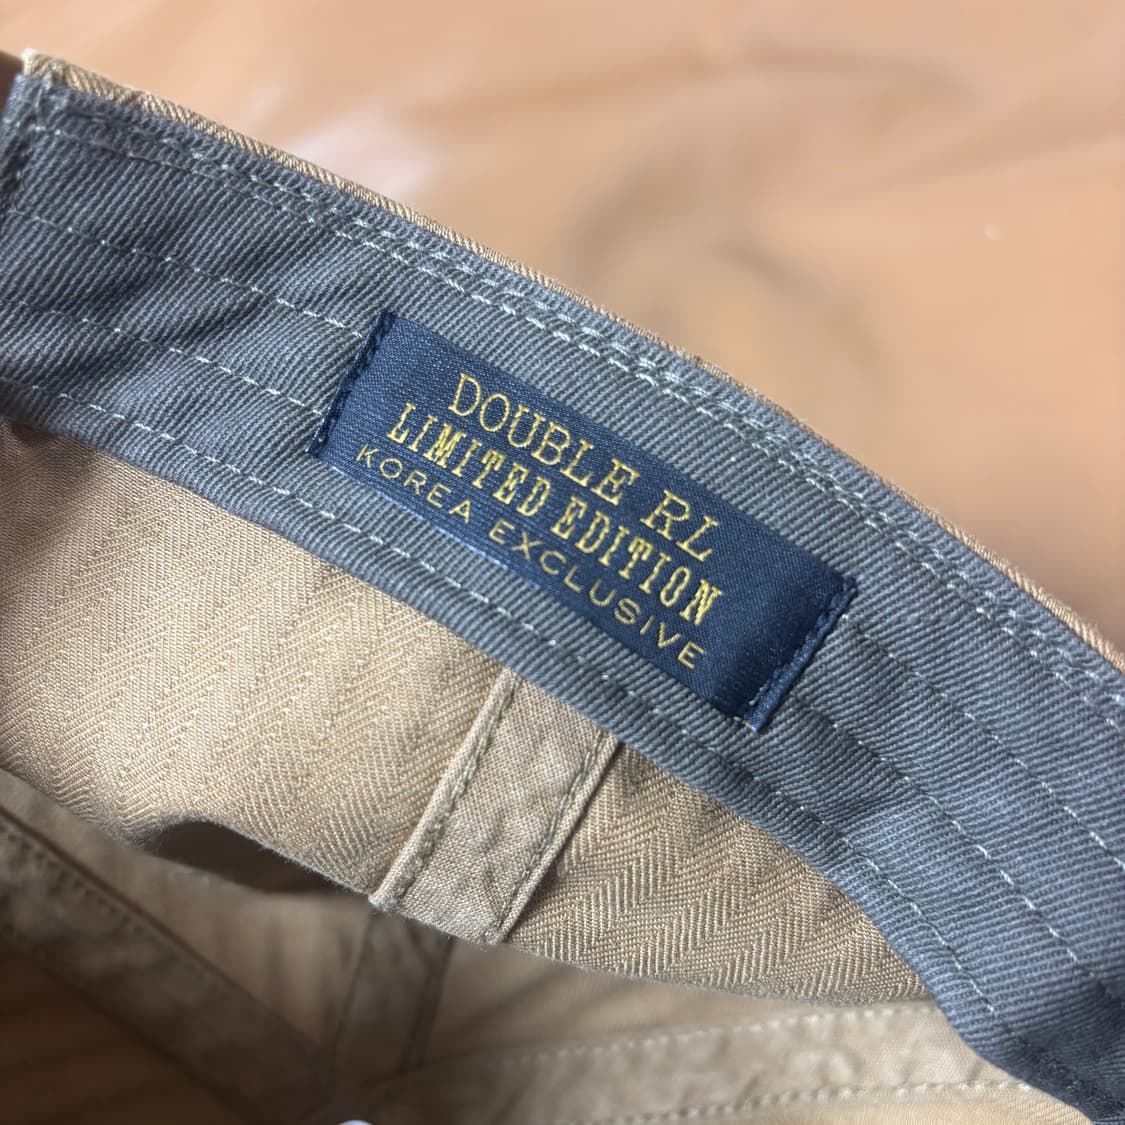 DOUBLE RL
LIMITED EDITION
KOREA EXCLUSIVE